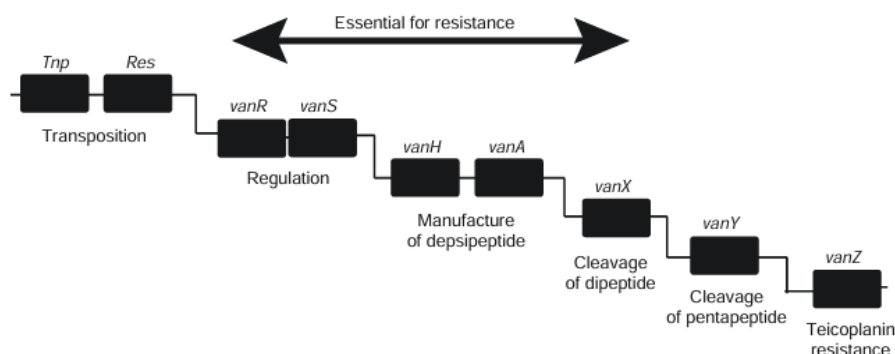 Essential for resistance
Tnp
Res
Transposition
vanR
vanS
Regulation
vanH
vanA
Manufacture
of depsipeptide
vanX
Cleavage
of dipeptide
vanY
Cleavage
of pentapeptide
vanZ
Teicoplanin
resistance